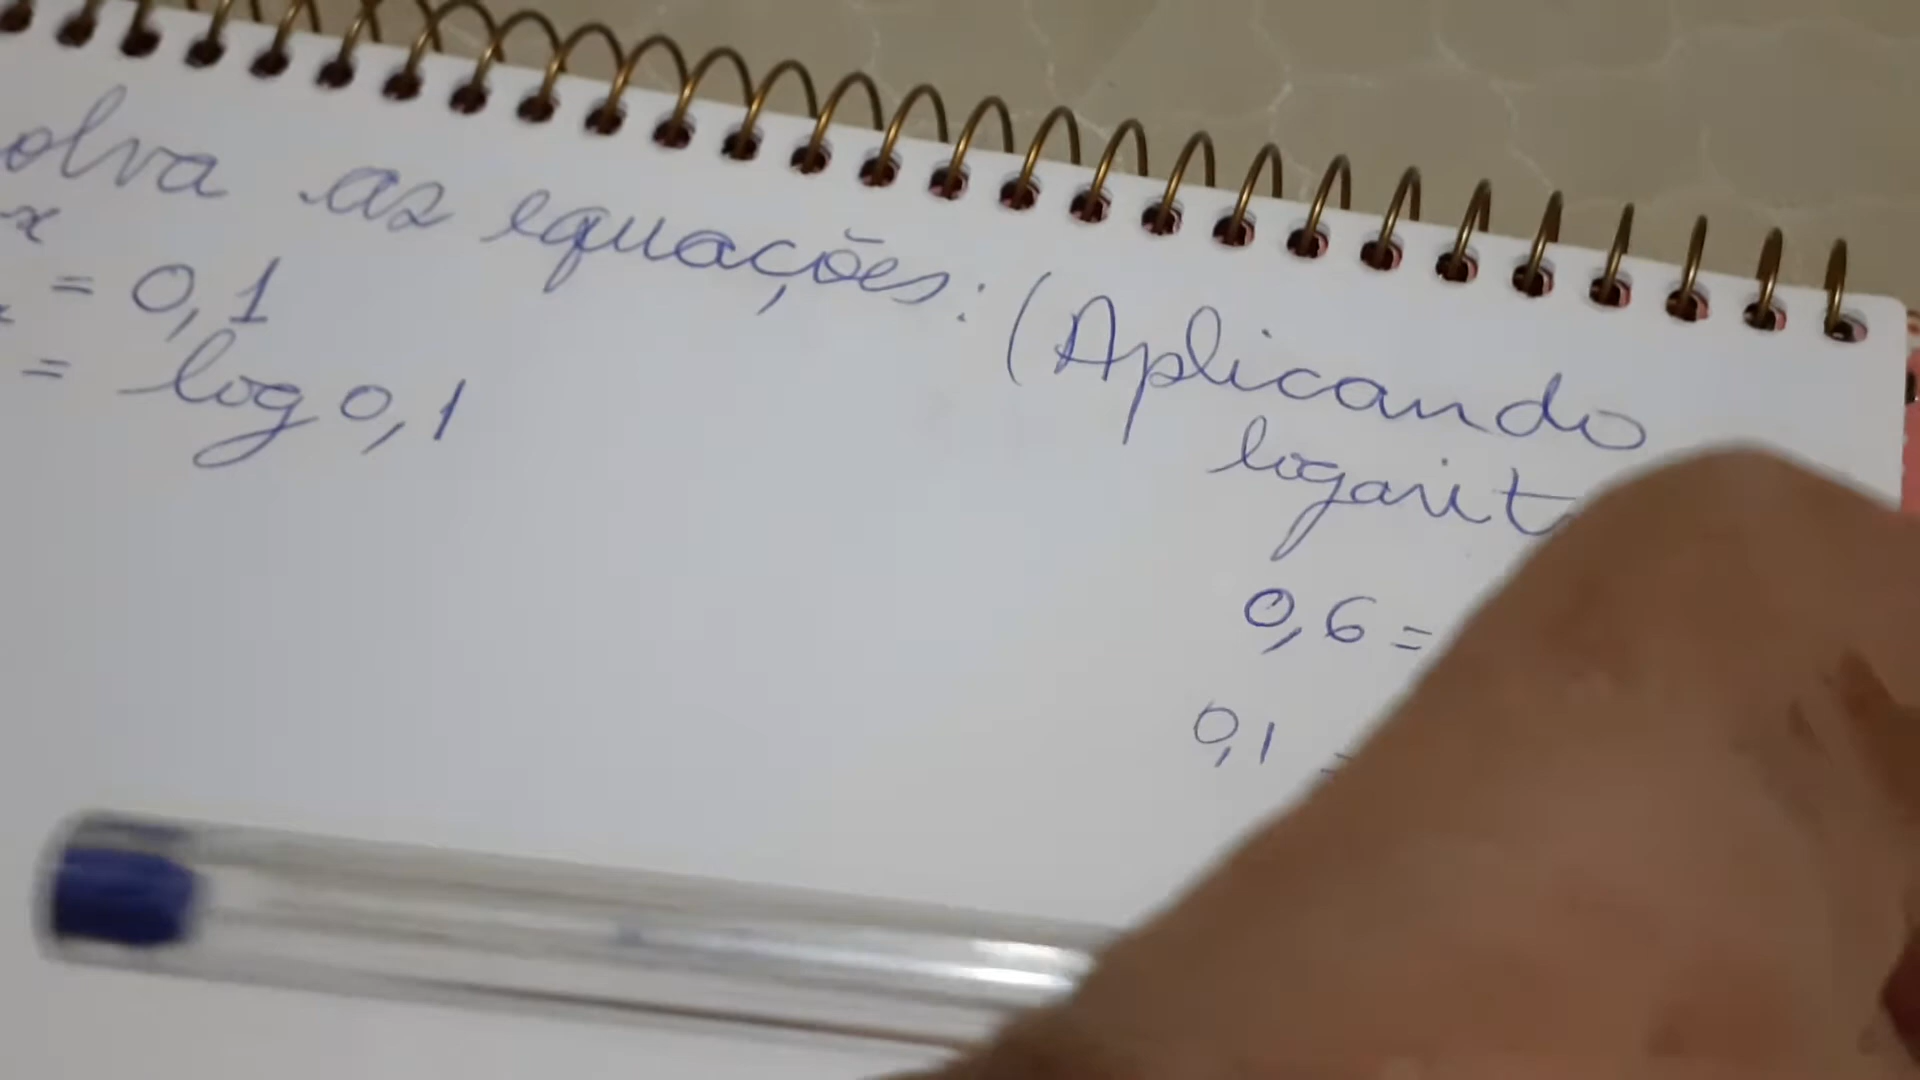 olva as equações: (Aplicando
logarit
x = 0,1
= log 0,1
0,6 =
0,1 =